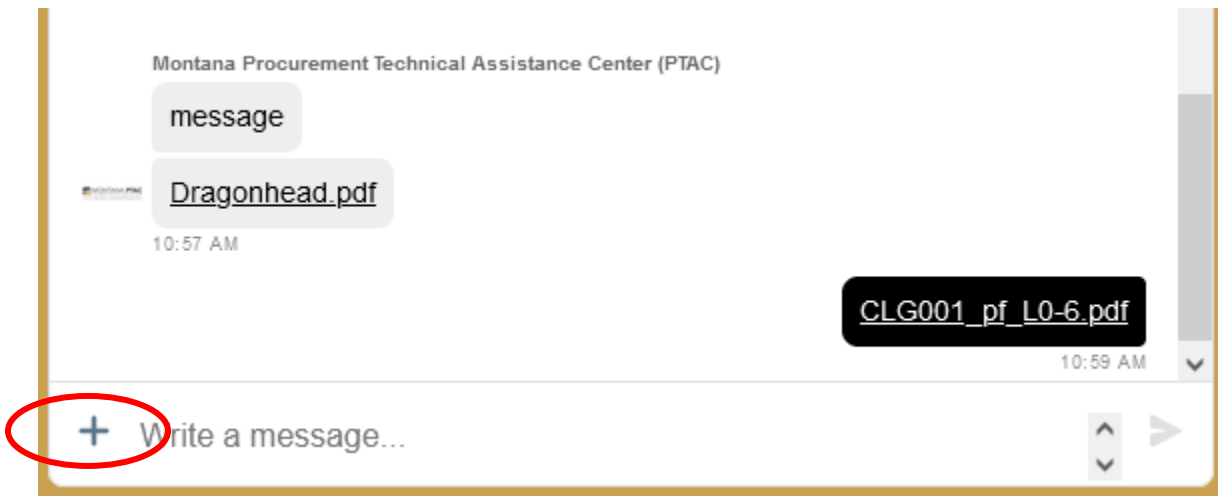 Montana Procurement Technical Assistance Center (PTAC)
message
Dragonhead.pdf
10:57 AM
CLG001_pf_L0-6.pdf
10:59 AM
Write a message...